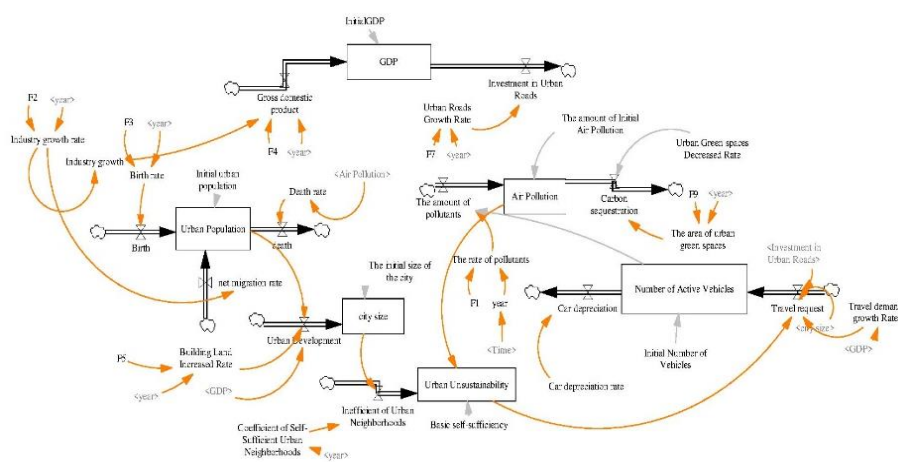 InitialGDP
GDP
Investment in Urban
Roads
Gross domestic
product
F2
<year>
F3
<year>
F4
<year>
Industry growth rate
Industry growth
Birth rate
Urban Roads
Growth Rate
F7
<year>
The amount of Initial
Air Pollution
Urban Green spaces
Decreased Rate
Initial urban
population
Death rate
<Air Pollution>
The amount of
pollutants
Air Pollution
Carbon
sequestration
F9
<year>
The area of urban
green spaces
Birth
Urban Population
death
net migration rate
The initial size of
the city
The rate of pollutants
F1
year
<Time>
<Investment in
Urban Roads>
Car depreciation
Number of Active Vehicles
Travel request
<city size>
Travel deman
growth Rate
<GDP>
Initial Number of
Vehicles
Car depreciation rate
Urban Development
city size
F5
Building Land
Increased Rate
<year>
<GDP>
Inefficient of Urban
Neighborhoods
Urban Unsustainability
Basic self-sufficiency
Coefficient of Self-
Sufficient Urban
Neighborhoods
<year>